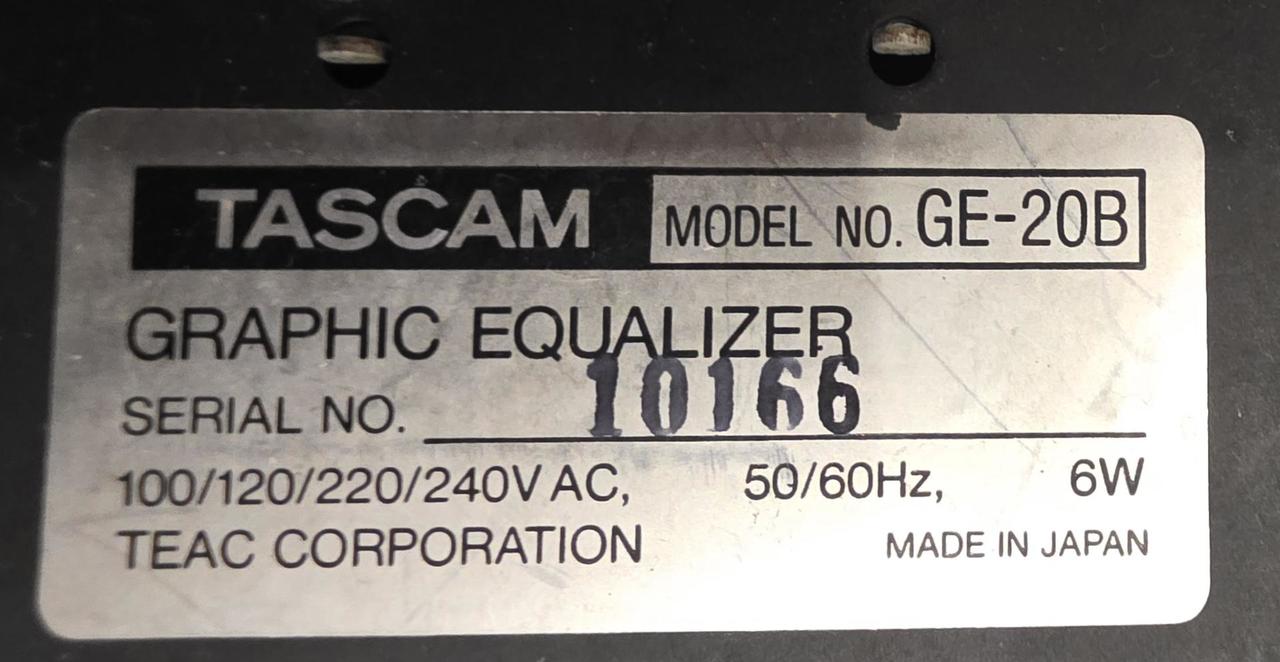 TASCAM MODEL NO. GE-20B
GRAPHIC EQUALIZER
SERIAL NO. 10166
100/120/220/240V AC, 50/60Hz, 6W
TEAC CORPORATION MADE IN JAPAN